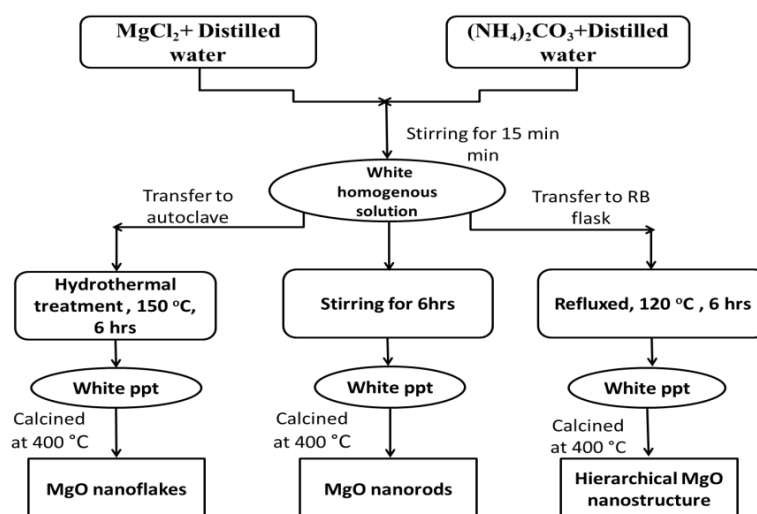 MgCl₂+ Distilled
water
(NH₄)₂CO₃+Distilled
water
Stirring for 15 min
min
White
homogenous
solution
Transfer to
autoclave
Transfer to RB
flask
Hydrothermal
treatment , 150 °C,
6 hrs
Stirring for 6hrs
Refluxed, 120 °C , 6 hrs
White ppt
White ppt
White ppt
Calcined
at 400 °C
Calcined
at 400 °C
Calcined
at 400 °C
MgO nanoflakes
MgO nanorods
Hierarchical MgO
nanostructure